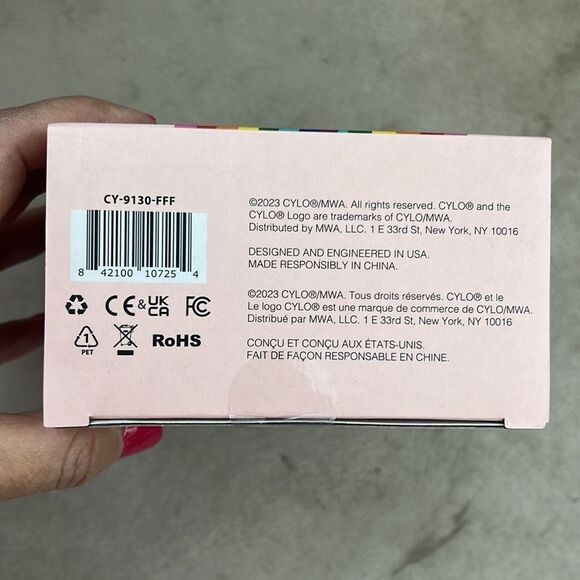 CY-9130-FFF
8 42100 10725 4
CE & UK CA FC
1
PET
RoHS
©2023 CYLO®/MWA. All rights reserved. CYLO® and the
CYLO® Logo are trademarks of CYLO/MWA.
Distributed by MWA, LLC. 1 E 33rd St, New York, NY 10016
DESIGNED AND ENGINEERED IN USA.
MADE RESPONSIBLY IN CHINA.
©2023 CYLO®/MWA. Tous droits réservés. CYLO® et le
Le logo CYLO® est une marque de commerce de CYLO/MWA.
Distribué par MWA, LLC. 1 E 33rd St, New York, NY 10016
CONÇU ET CONÇU AUX ÉTATS-UNIS.
FAIT DE FAÇON RESPONSABLE EN CHINE.